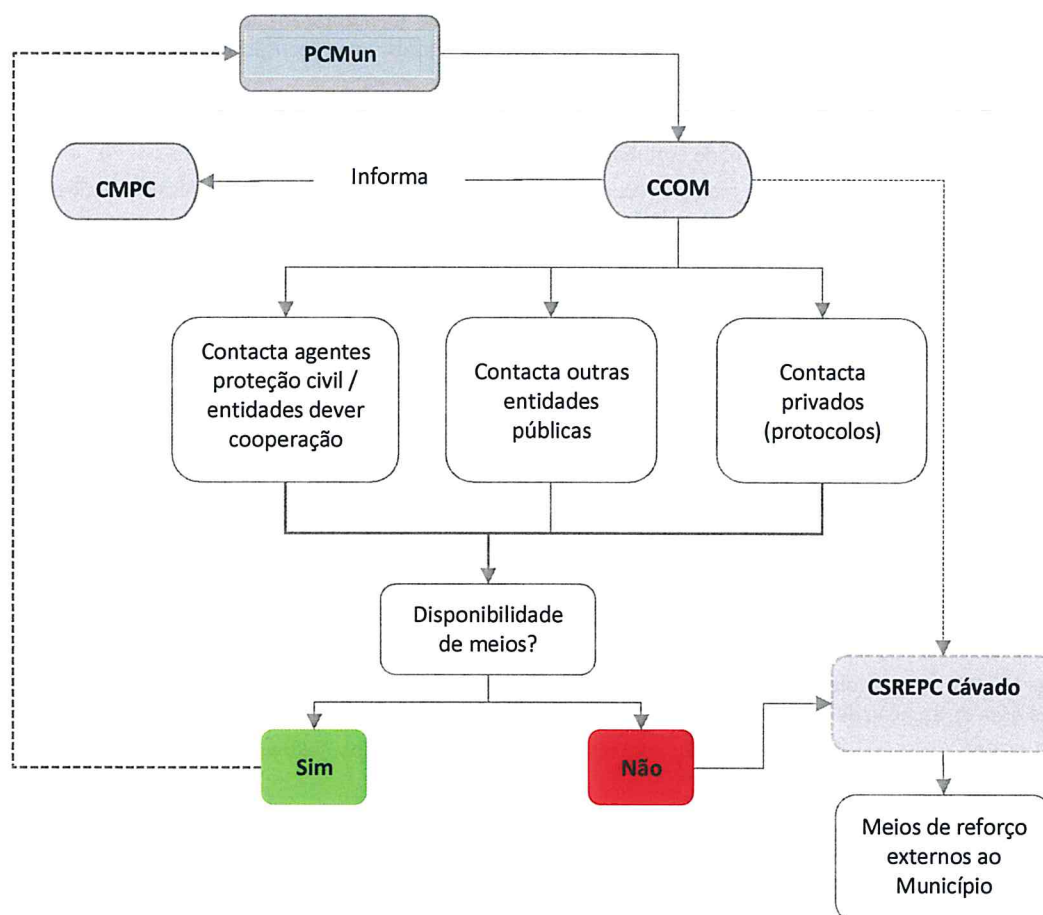 PCMun
CMPC
Informa
CCOM
Contacta agentes
proteção civil /
entidades dever
cooperação
Contacta outras
entidades
públicas
Contacta
privados
(protocolos)
Disponibilidade
de meios?
CSREPC Cávado
Sim
Não
Meios de reforço
externos ao
Município